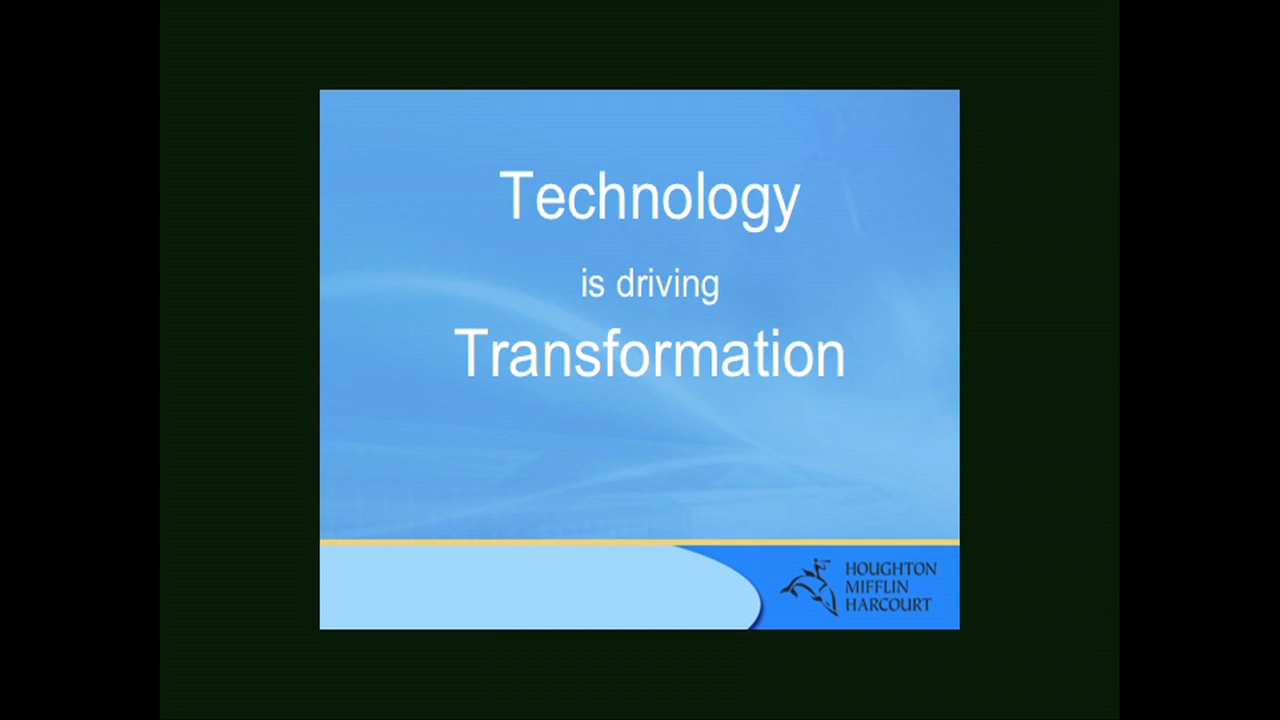 Technology
is driving
Transformation
HOUGHTON
MIFFLIN
HARCOURT